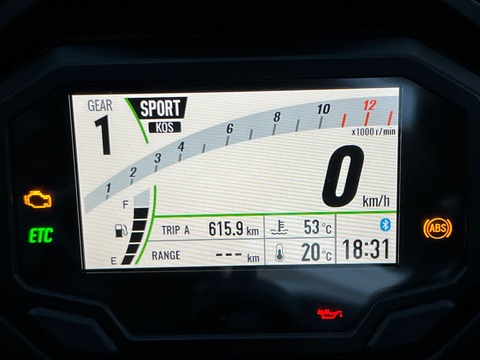 GEAR
1
SPORT
KQS
1 2 3 4 6 8 10 12
x1000 r/min
0 km/h
F
E
TRIP A 615.9 km
53 °C
RANGE --- km
20 °C
18:31
ETC
ABS